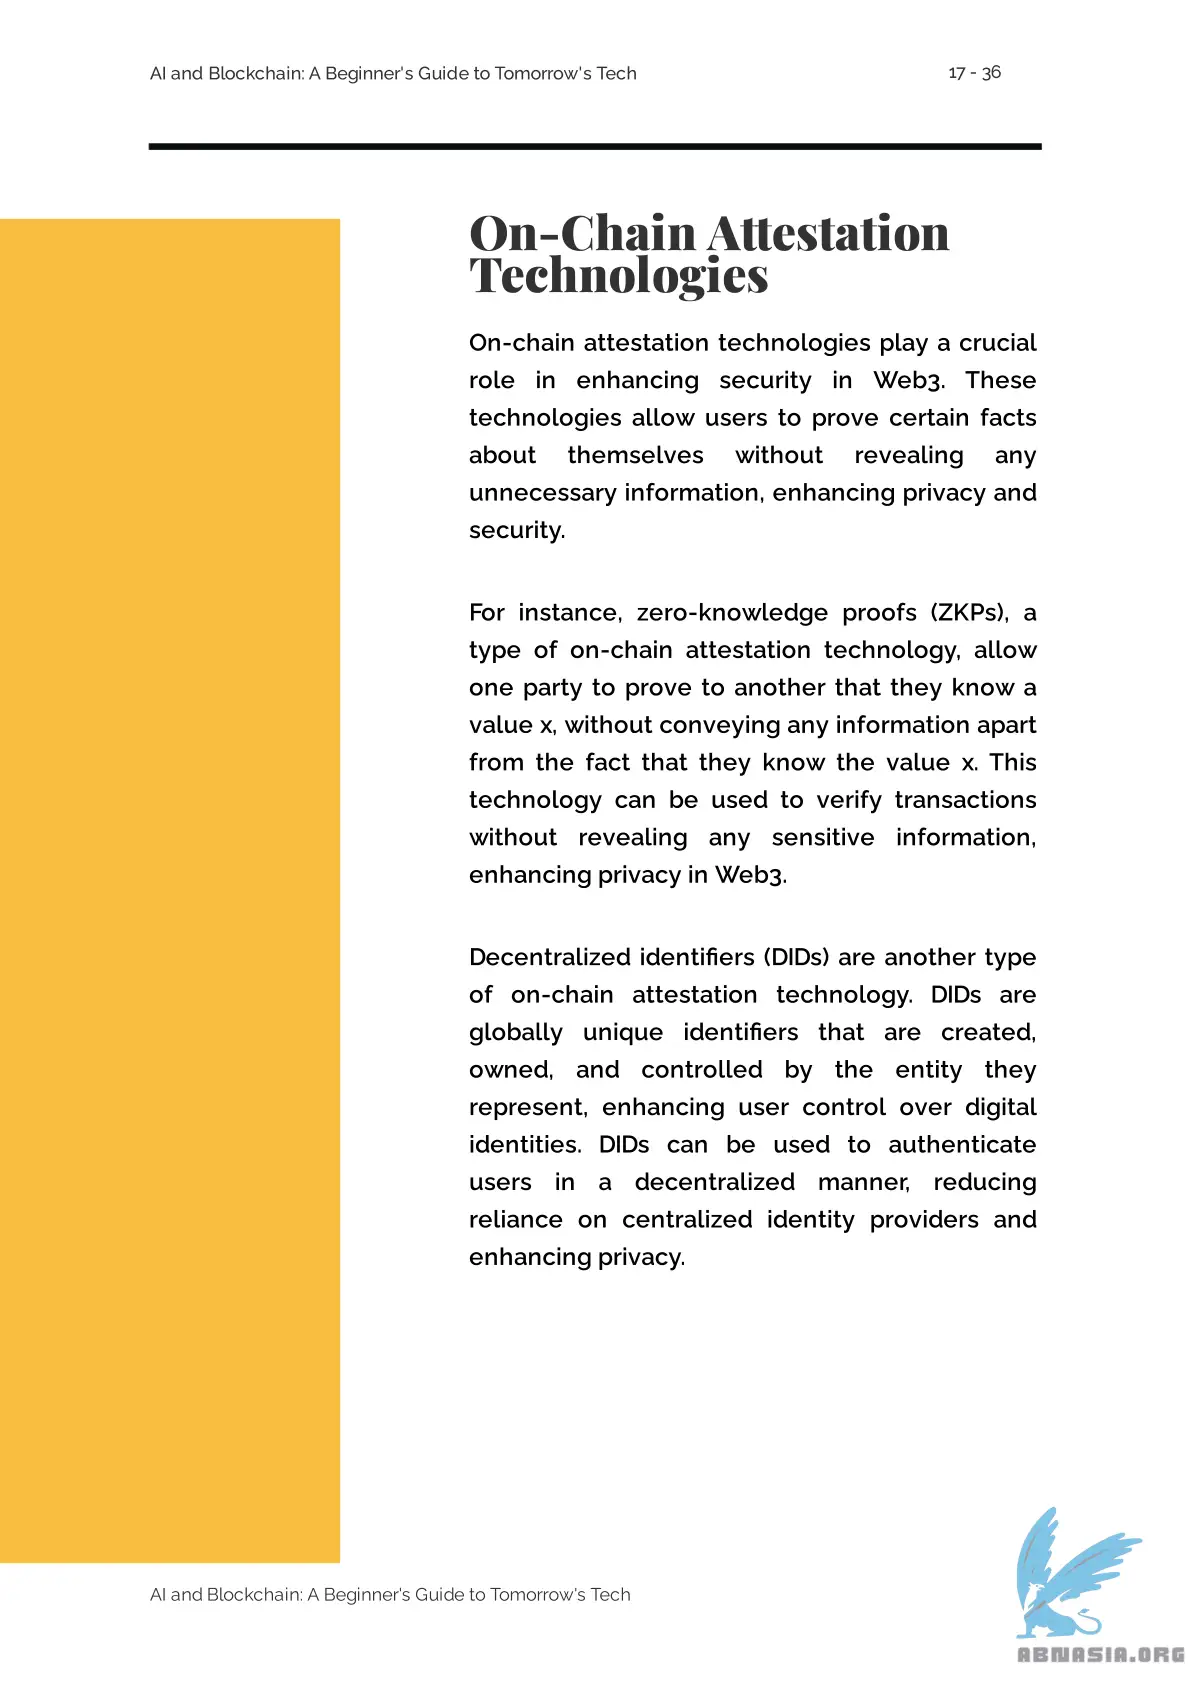 AI and Blockchain: A Beginner's Guide to Tomorrow's Tech
17 - 36
On-Chain Attestation
Technologies
On-chain attestation technologies play a crucial
role in enhancing security in Web3. These
technologies allow users to prove certain facts
about themselves without revealing any
unnecessary information, enhancing privacy and
security.
For instance, zero-knowledge proofs (ZKPs), a
type of on-chain attestation technology, allow
one party to prove to another that they know a
value x, without conveying any information apart
from the fact that they know the value x. This
technology can be used to verify transactions
without revealing any sensitive information,
enhancing privacy in Web3.
Decentralized identifiers (DIDs) are another type
of on-chain attestation technology. DIDs are
globally unique identifiers that are created,
owned, and controlled by the entity they
represent, enhancing user control over digital
identities. DIDs can be used to authenticate
users in a decentralized manner, reducing
reliance on centralized identity providers and
enhancing privacy.
AI and Blockchain: A Beginner's Guide to Tomorrow's Tech
ABNASIA.ORG